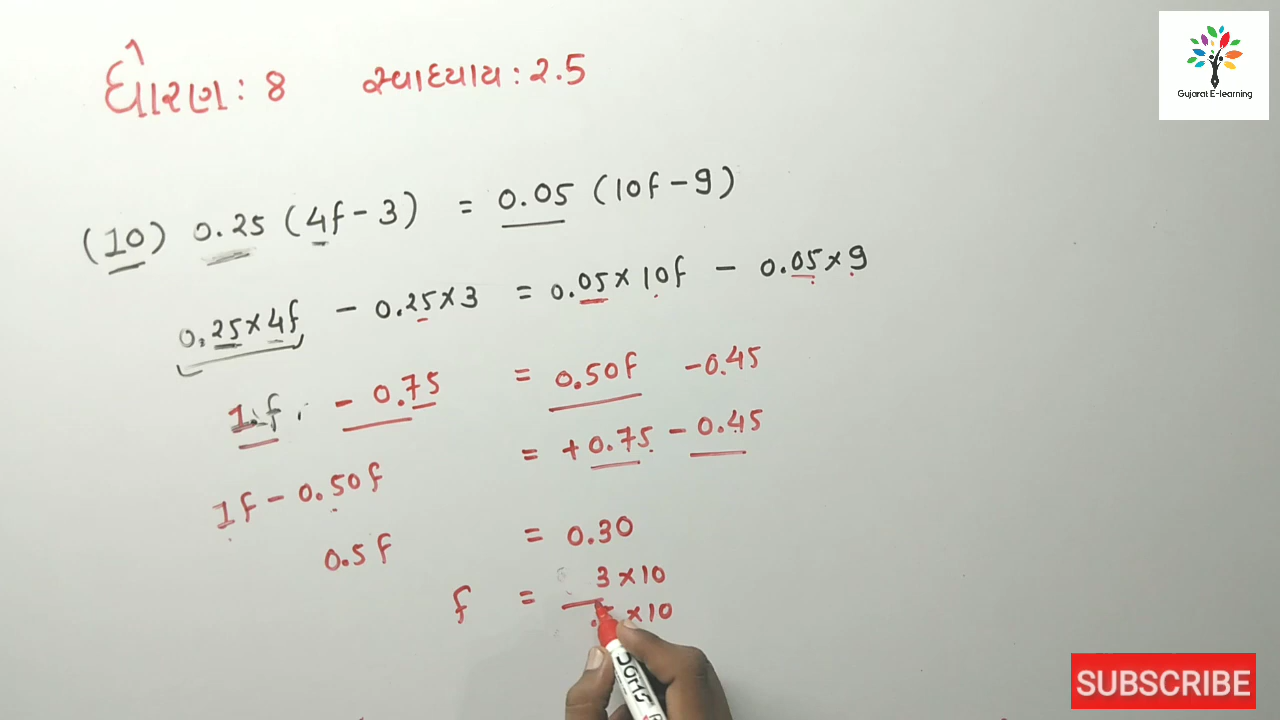 ધોરણ: 8 સ્વાધ્યાય: 2.5
Gujarat E-learning
(10) 0.25 (4f - 3) = 0.05 (10f - 9)
0.25 x 4f - 0.25 x 3 = 0.05 x 10f - 0.05 x 9
1.f - 0.75 = 0.50f - 0.45
1f - 0.50f = + 0.75 - 0.45
0.5f = 0.30
f = 3 x 10
x 10
SUBSCRIBE